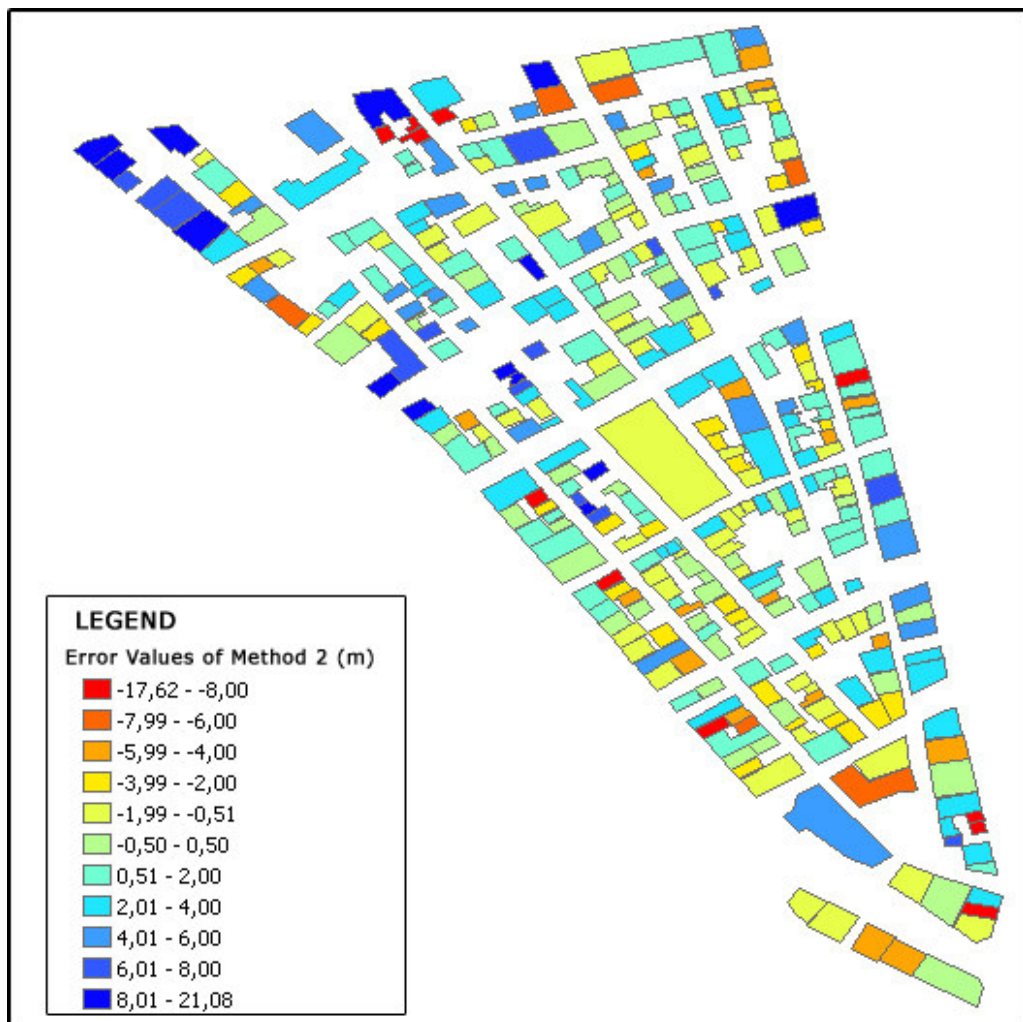 LEGEND
Error Values of Method 2 (m)
-17,62 - -8,00
-7,99 - -6,00
-5,99 - -4,00
-3,99 - -2,00
-1,99 - -0,51
-0,50 - 0,50
0,51 - 2,00
2,01 - 4,00
4,01 - 6,00
6,01 - 8,00
8,01 - 21,08